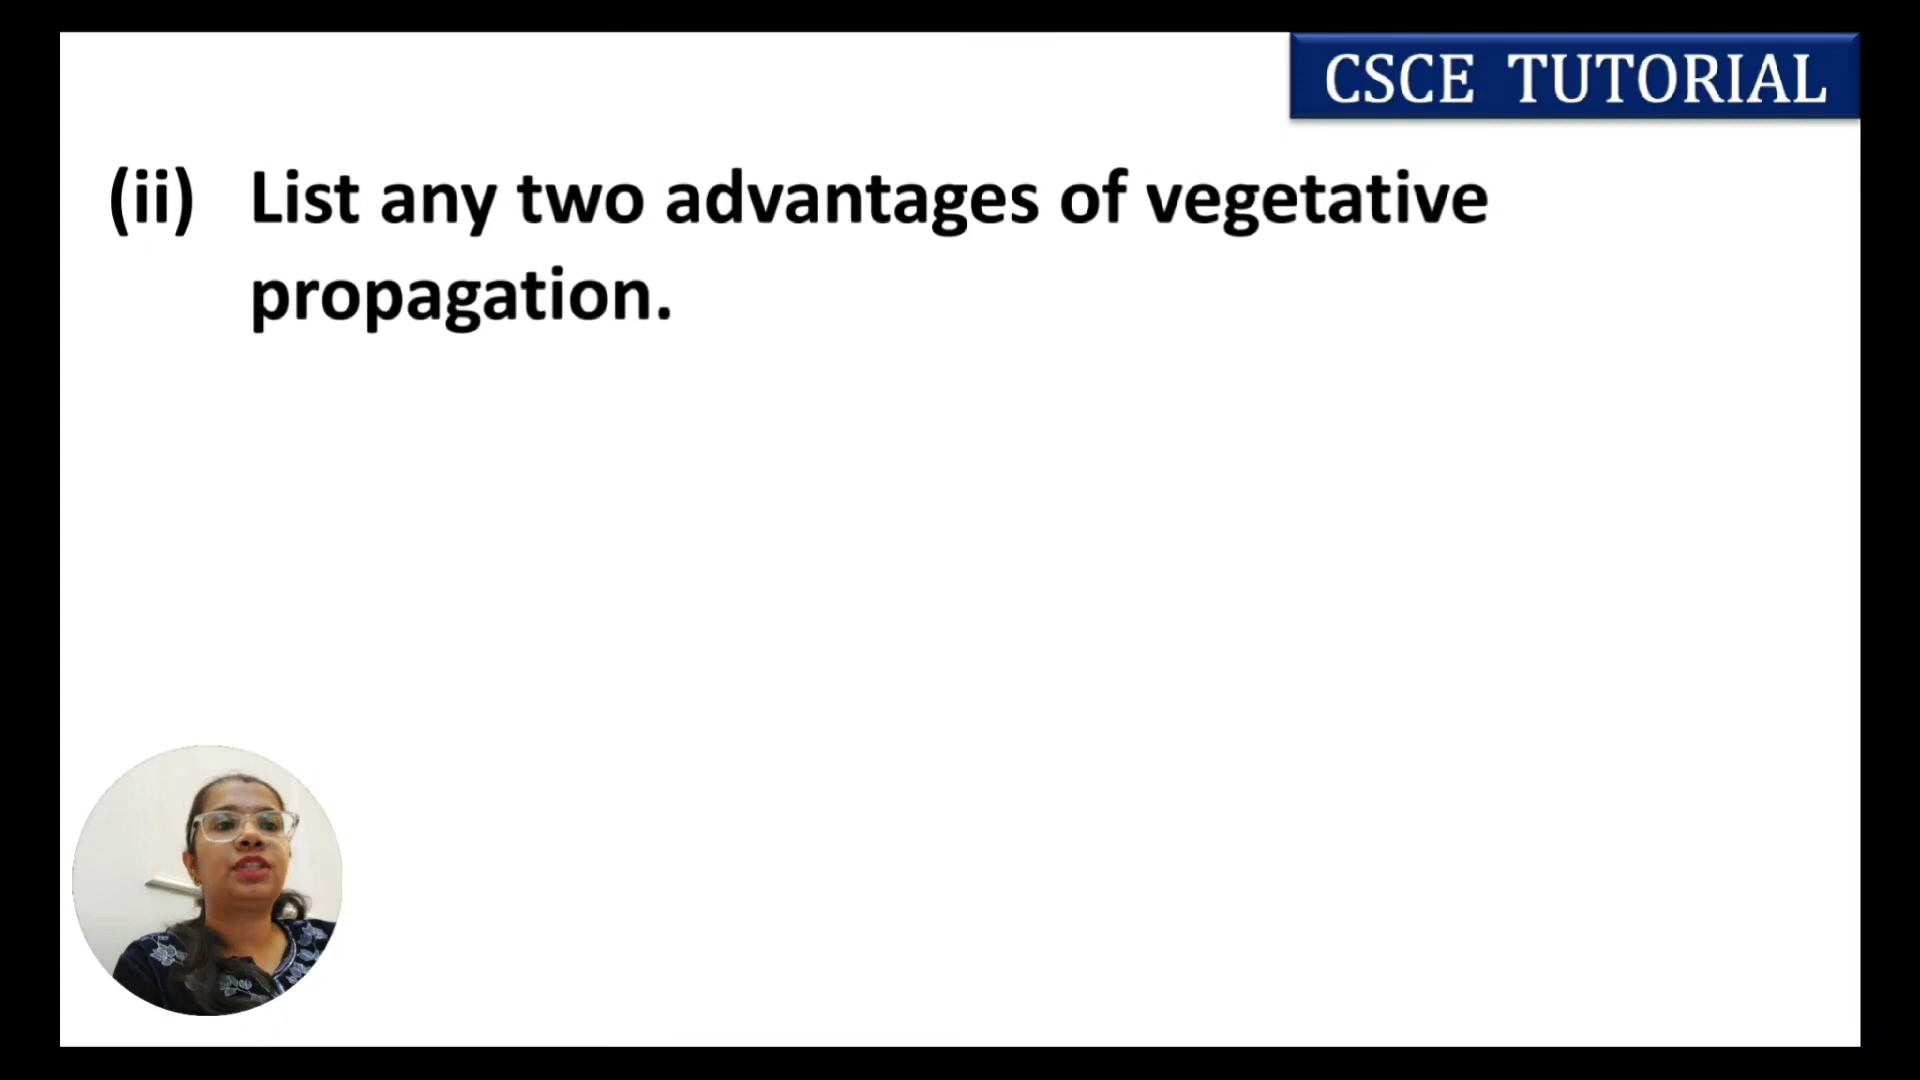 CSCE TUTORIAL
(ii) List any two advantages of vegetative
propagation.